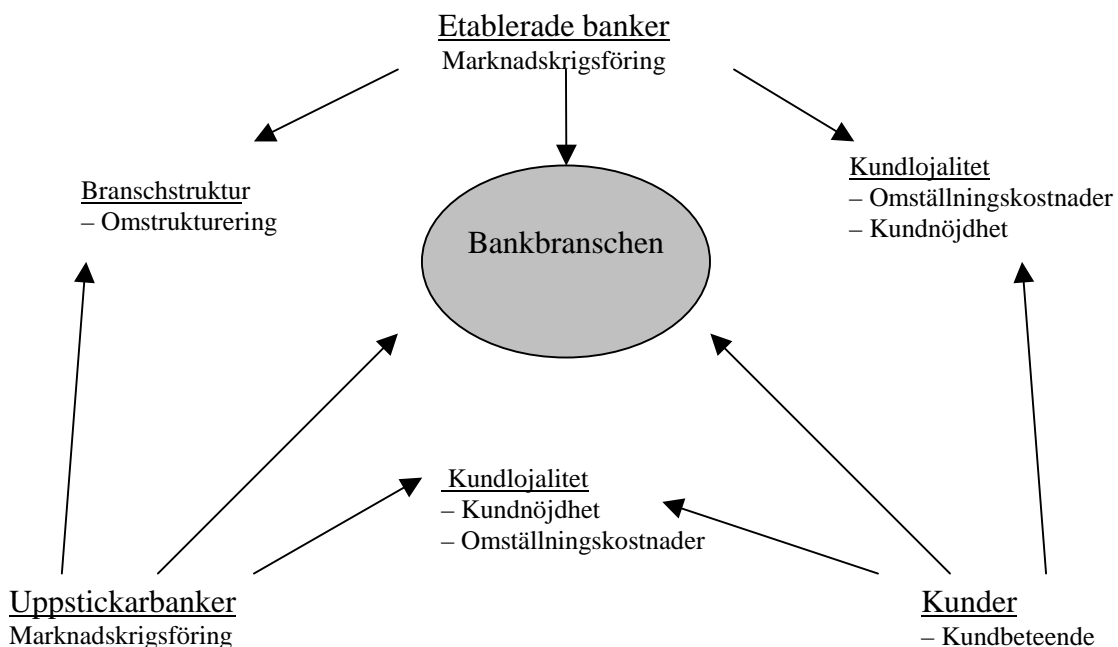 Etablerade banker
Marknadskrigsföring
Branschstruktur
– Omstrukturering
Kundlojalitet
– Omställningskostnader
– Kundnöjdhet
Bankbranschen
Kundlojalitet
– Kundnöjdhet
– Omställningskostnader
Uppstickarbanker
Marknadskrigsföring
Kunder
– Kundbeteende